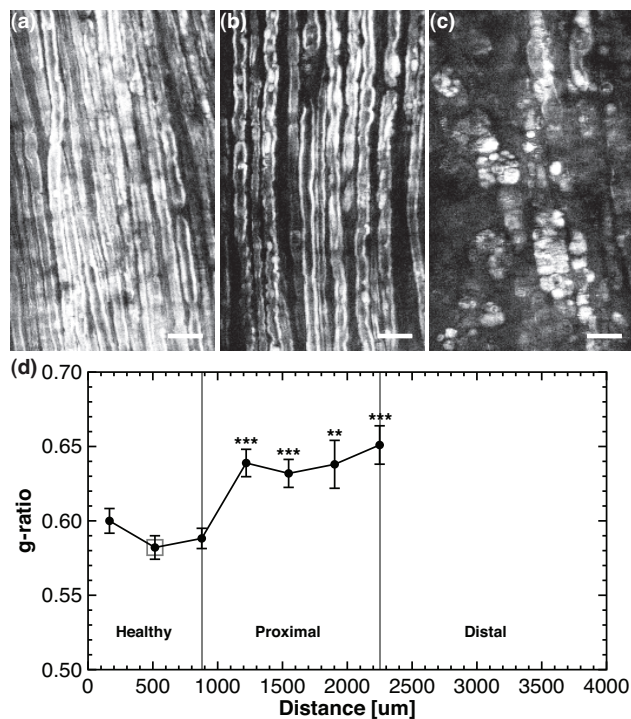 (a) (b) (c)
(d)
0.70
*** *** ** ***
0.65
0.60
g-ratio
0.55
Healthy Proximal Distal
0.50
0 500 1000 1500 2000 2500 3000 3500 4000
Distance [um]